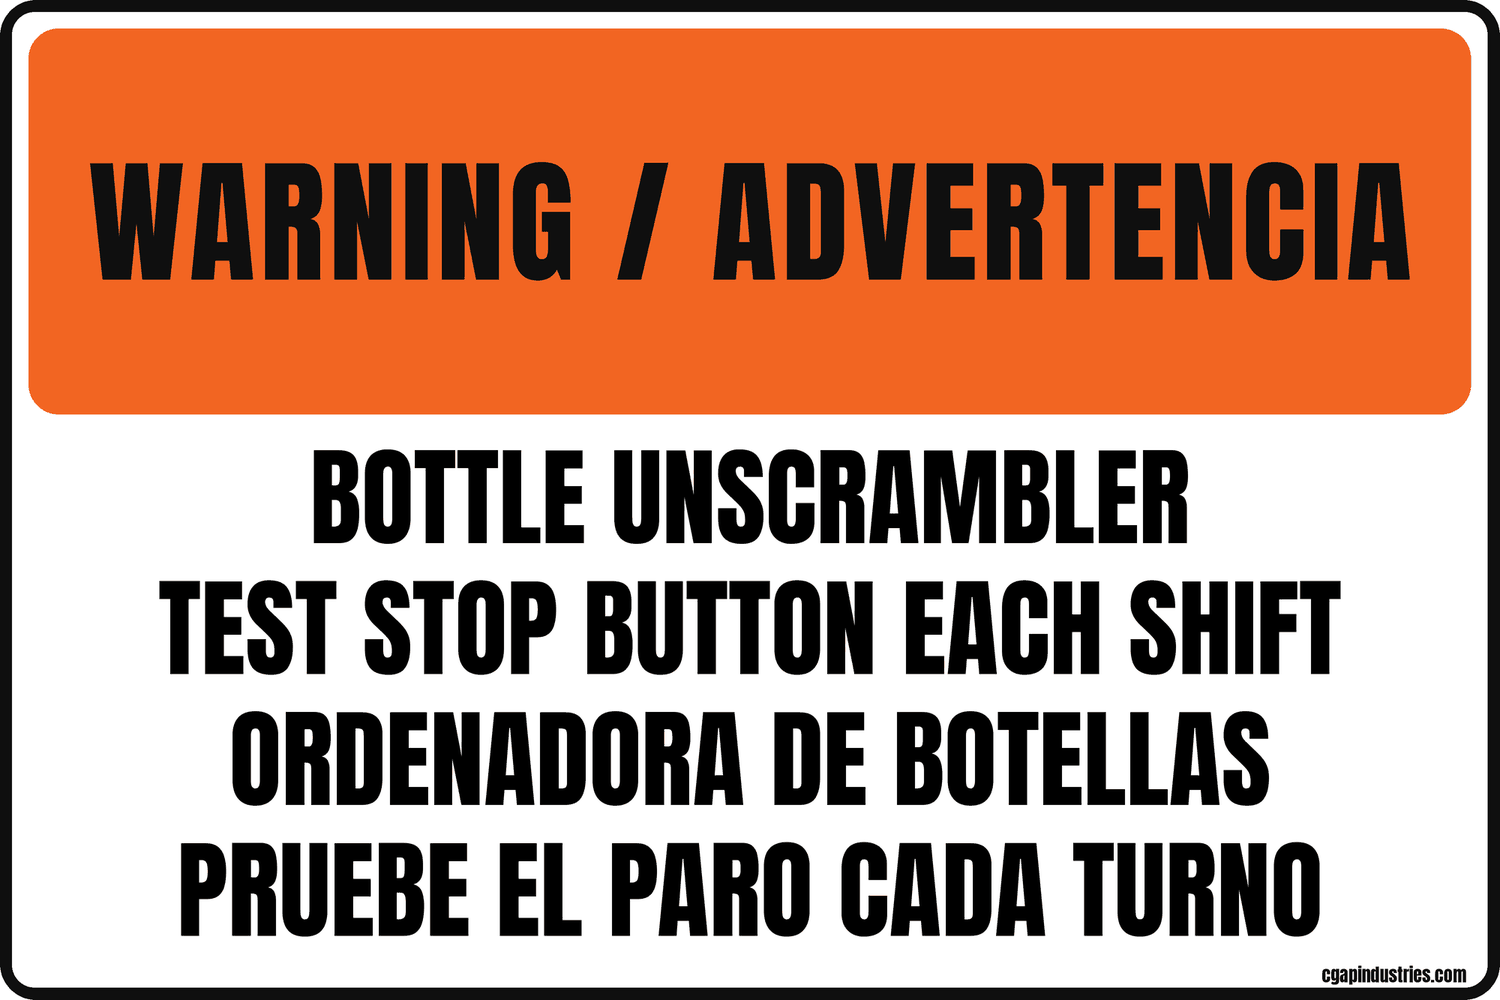 WARNING / ADVERTENCIA
BOTTLE UNSCRAMBLER
TEST STOP BUTTON EACH SHIFT
ORDENADORA DE BOTELLAS
PRUEBE EL PARO CADA TURNO
cgapindustries.com